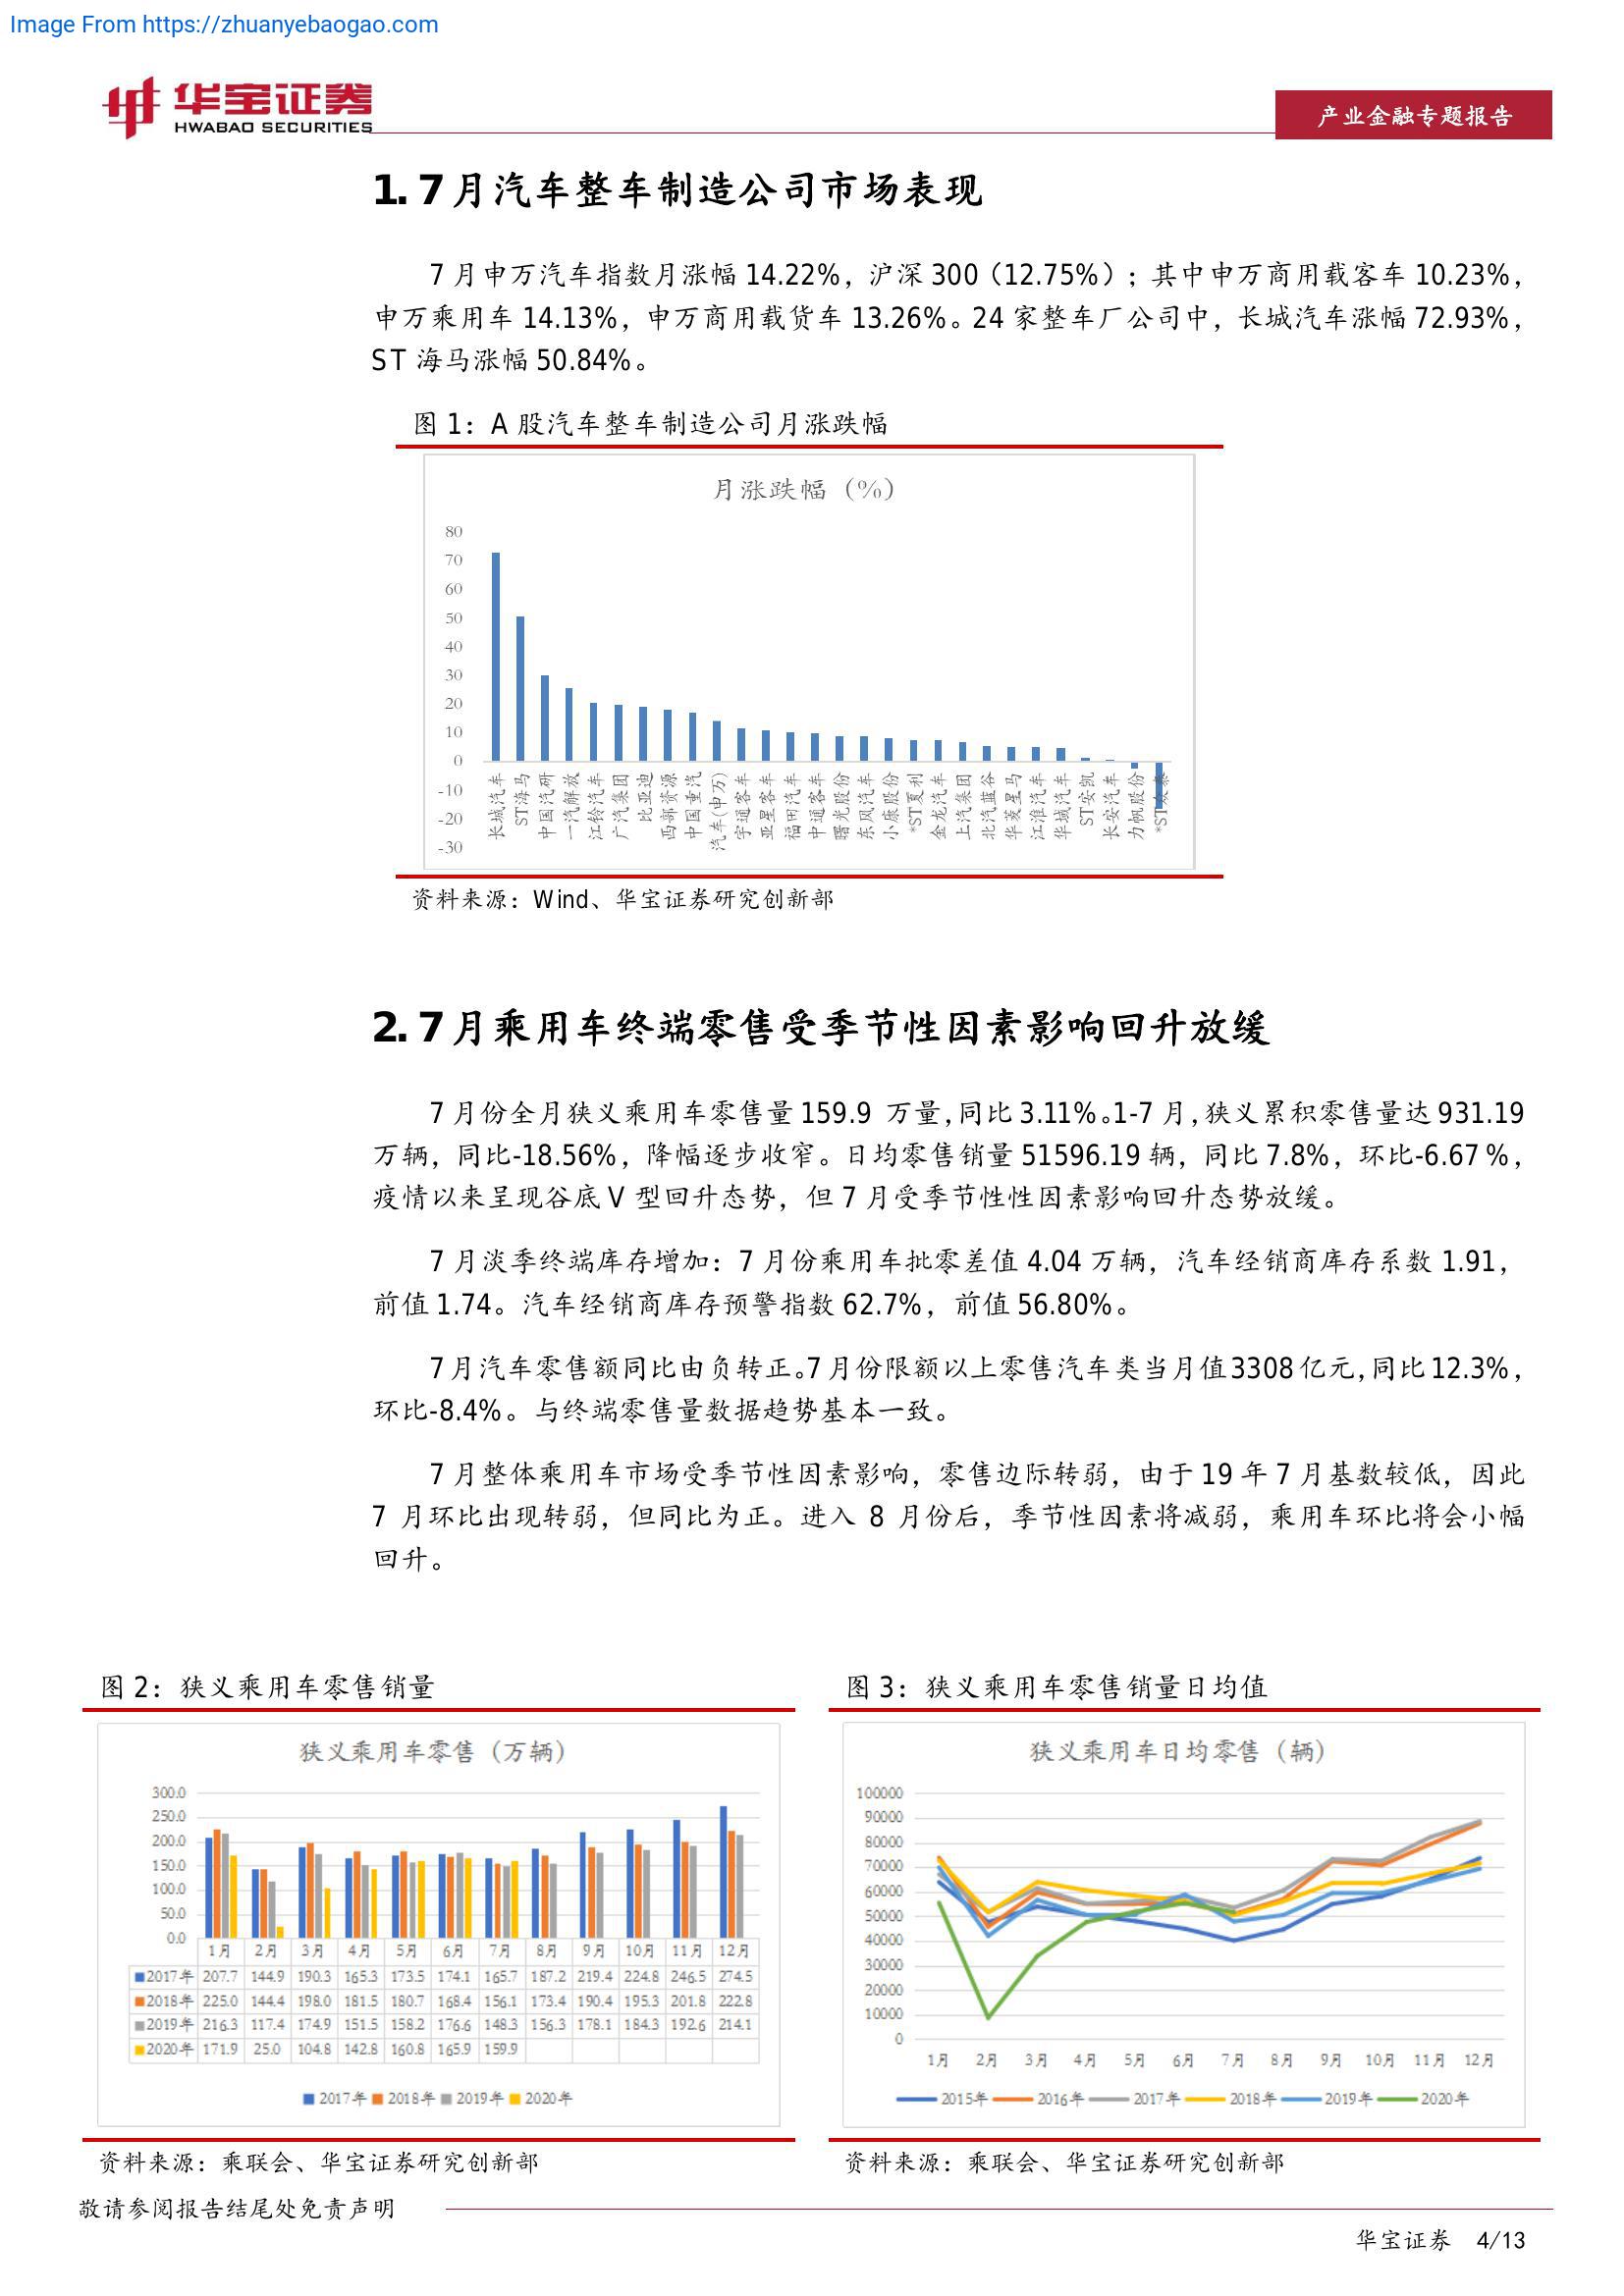 Image From https://zhuanyebaogao.com
华宝证券
HWABAO SECURITIES
产业金融专题报告
1. 7月汽车整车制造公司市场表现
7 月申万汽车指数月涨幅 14.22%，沪深 300（12.75%）；其中申万商用载客车 10.23%，
申万乘用车 14.13%，申万商用载货车 13.26%。24 家整车厂公司中，长城汽车涨幅 72.93%，
ST 海马涨幅 50.84%。
图 1：A 股汽车整车制造公司月涨跌幅
月涨跌幅（%）
80
70
60
50
40
30
20
10
0
-10
-20
-30
长城汽车
ST海马
中国汽研
一汽解放
江铃汽车
广汽集团
比亚迪
西部资源
中国重汽
汽车(申万)
宇通客车
亚星客车
福田汽车
中通客车
曙光股份
东风汽车
小康股份
*ST夏利
金龙汽车
上汽集团
北汽蓝谷
华菱星马
江淮汽车
华域汽车
ST安凯
长安汽车
力帆股份
*ST众泰
资料来源：Wind、华宝证券研究创新部
2. 7月乘用车终端零售受季节性因素影响回升放缓
7 月份全月狭义乘用车零售量 159.9 万量，同比 3.11%。1-7 月，狭义累积零售量达 931.19
万辆，同比-18.56%，降幅逐步收窄。日均零售销量 51596.19 辆，同比 7.8%，环比-6.67 %，
疫情以来呈现谷底 V 型回升态势，但 7 月受季节性性因素影响回升态势放缓。
7 月淡季终端库存增加：7 月份乘用车批零差值 4.04 万辆，汽车经销商库存系数 1.91，
前值 1.74。汽车经销商库存预警指数 62.7%，前值 56.80%。
7 月汽车零售额同比由负转正。7 月份限额以上零售汽车类当月值 3308 亿元，同比 12.3%，
环比-8.4%。与终端零售量数据趋势基本一致。
7 月整体乘用车市场受季节性因素影响，零售边际转弱，由于 19 年 7 月基数较低，因此
7 月环比出现转弱，但同比为正。进入 8 月份后，季节性因素将减弱，乘用车环比将会小幅
回升。
图 2：狭义乘用车零售销量
狭义乘用车零售（万辆）
300.0
250.0
200.0
150.0
100.0
50.0
0.0
1月 2月 3月 4月 5月 6月 7月 8月 9月 10月 11月 12月
2017年 207.7 144.9 190.3 165.3 173.5 174.1 165.7 187.2 219.4 224.8 246.5 274.5
2018年 225.0 144.4 198.0 181.5 180.7 168.4 156.1 173.4 190.4 195.3 201.8 222.8
2019年 216.3 117.4 174.9 151.5 158.2 176.6 148.3 156.3 178.1 184.3 192.6 214.1
2020年 171.9 25.0 104.8 142.8 160.8 165.9 159.9
2017年 2018年 2019年 2020年
资料来源：乘联会、华宝证券研究创新部
图 3：狭义乘用车零售销量日均值
狭义乘用车日均零售（辆）
100000
90000
80000
70000
60000
50000
40000
30000
20000
10000
0
1月 2月 3月 4月 5月 6月 7月 8月 9月 10月 11月 12月
2015年 2016年 2017年 2018年 2019年 2020年
资料来源：乘联会、华宝证券研究创新部
敬请参阅报告结尾处免责声明
华宝证券 4/13